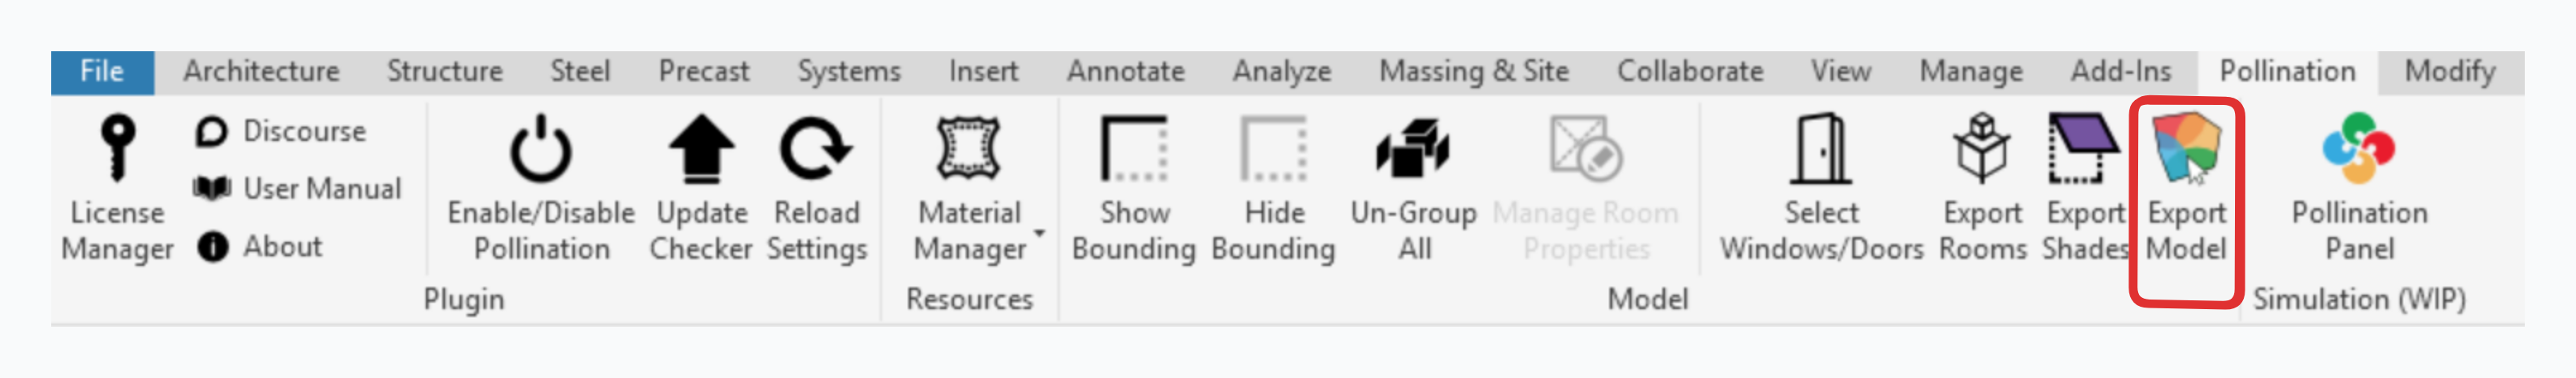 File Architecture Structure Steel Precast Systems Insert Annotate Analyze Massing & Site Collaborate View Manage Add-Ins Pollination Modify
License Manager
Discourse
User Manual
About
Enable/Disable Pollination
Update Checker
Reload Settings
Plugin
Material Manager
Resources
Show Bounding
Hide Bounding
Un-Group All
Manage Room Properties
Select Windows/Doors
Export Rooms
Export Shades
Export Model
Model
Pollination Panel
Simulation (WIP)